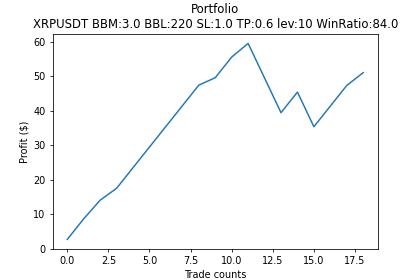 Portfolio
XRPUSDT BBM:3.0 BBL:220 SL:1.0 TP:0.6 lev:10 WinRatio:84.0
60
50
40
30
20
10
0
Profit ($)
0.0 2.5 5.0 7.5 10.0 12.5 15.0 17.5
Trade counts